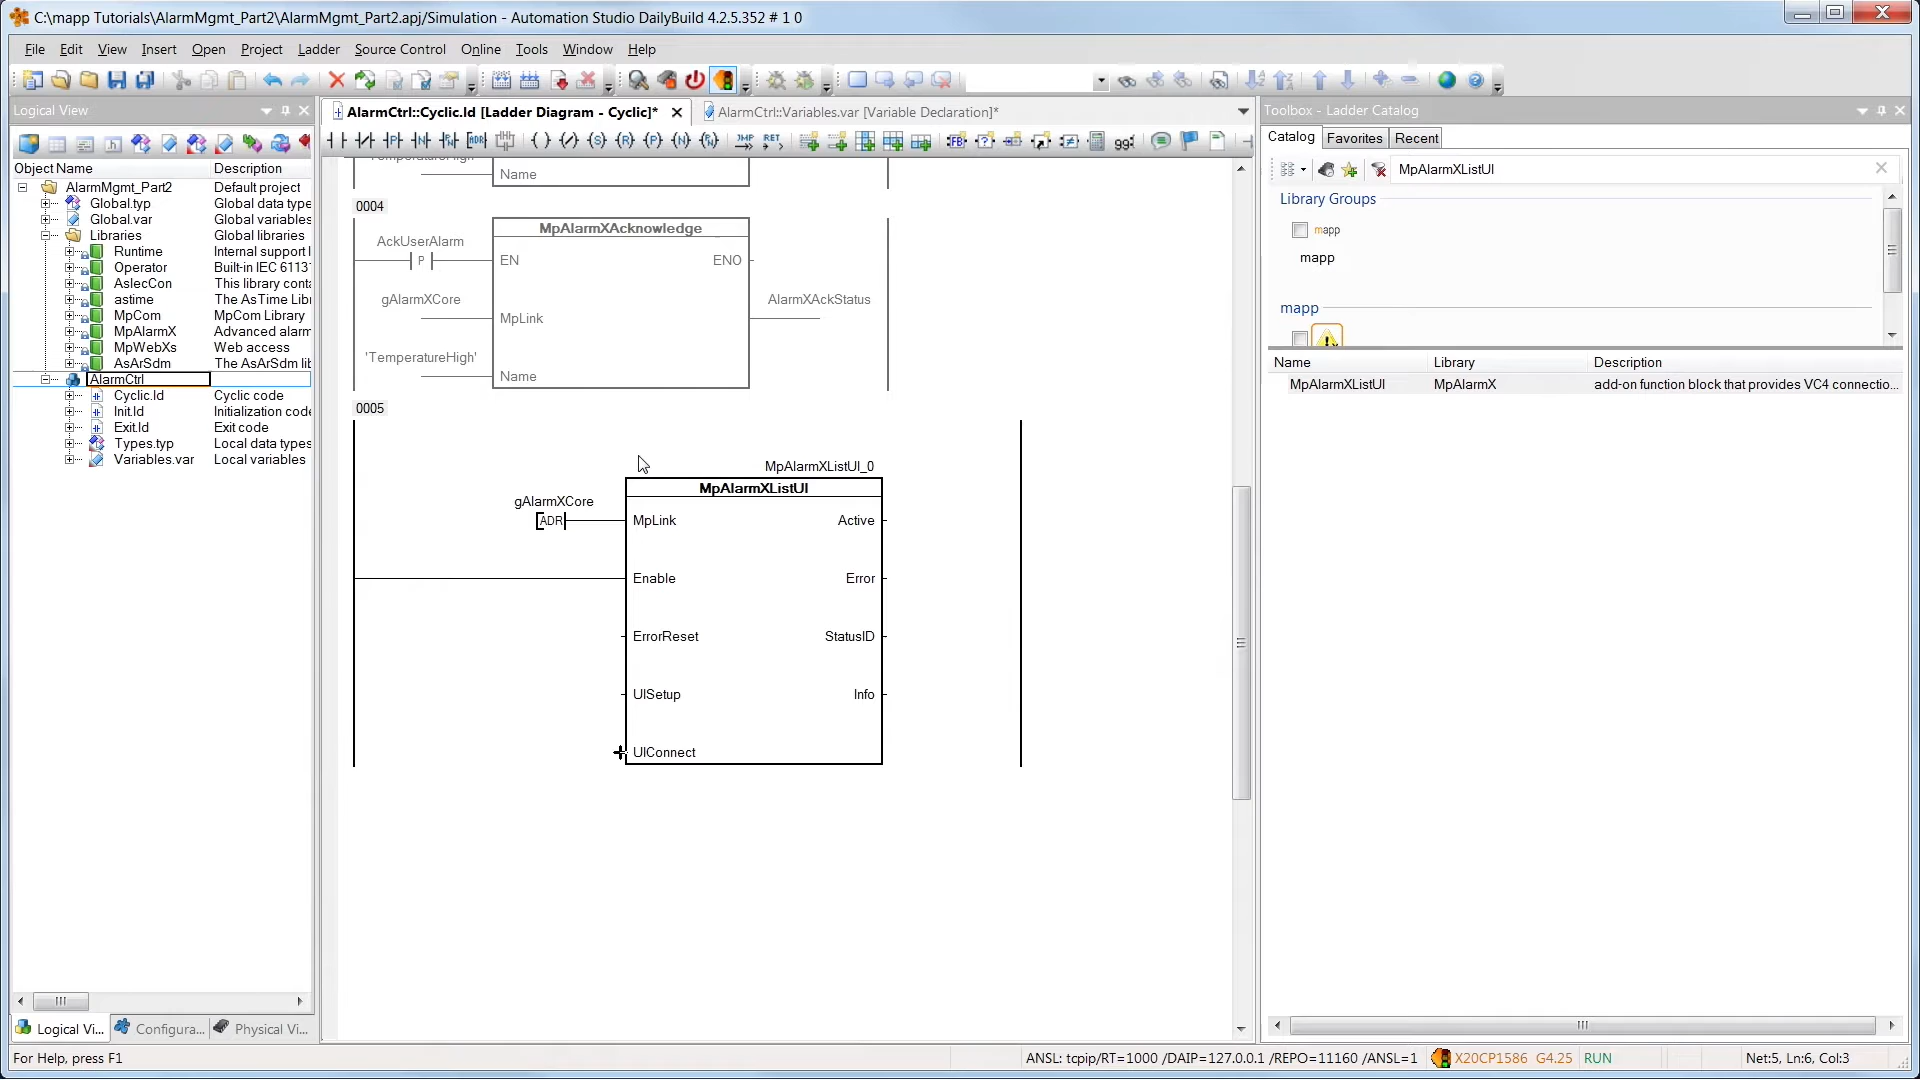 C:\mapp Tutorials\AlarmMgmt_Part2\AlarmMgmt_Part2.apj/Simulation - Automation Studio DailyBuild 4.2.5.352 # 1 0
File Edit View Insert Open Project Ladder Source Control Online Tools Window Help
Logical View
AlarmCtrl::Cyclic.ld [Ladder Diagram - Cyclic]*
AlarmCtrl::Variables.var [Variable Declaration]*
Toolbox - Ladder Catalog
Catalog Favorites Recent
Object Name Description
AlarmMgmt_Part2 Default project
Global.typ Global data type
Global.var Global variables
Libraries Global libraries
Runtime Internal support l
Operator Built-in IEC 6113
AsIecCon This library conta
astime The AsTime Libr
MpCom MpCom Library
MpAlarmX Advanced alarm
MpWebXs Web access
AsArSdm The AsArSdm lib
AlarmCtrl
Cyclic.ld Cyclic code
Init.ld Initialization code
Exit.ld Exit code
Types.typ Local data types
Variables.var Local variables
Logical Vi... Configura... Physical Vi...
TemperatureHigh
Name
0004
MpAlarmXAcknowledge
AckUserAlarm
P
EN ENO
gAlarmXCore AlarmXAckStatus
MpLink
'TemperatureHigh'
Name
0005
MpAlarmXListUI_0
MpAlarmXListUI
gAlarmXCore
ADR
MpLink Active
Enable Error
ErrorReset StatusID
UISetup Info
UIConnect
MpAlarmXListUI
Library Groups
mapp
mapp
mapp
Name Library Description
MpAlarmXListUI MpAlarmX add-on function block that provides VC4 connectio...
For Help, press F1
ANSL: tcpip/RT=1000 /DAIP=127.0.0.1 /REPO=11160 /ANSL=1 X20CP1586 G4.25 RUN Net:5, Ln:6, Col:3